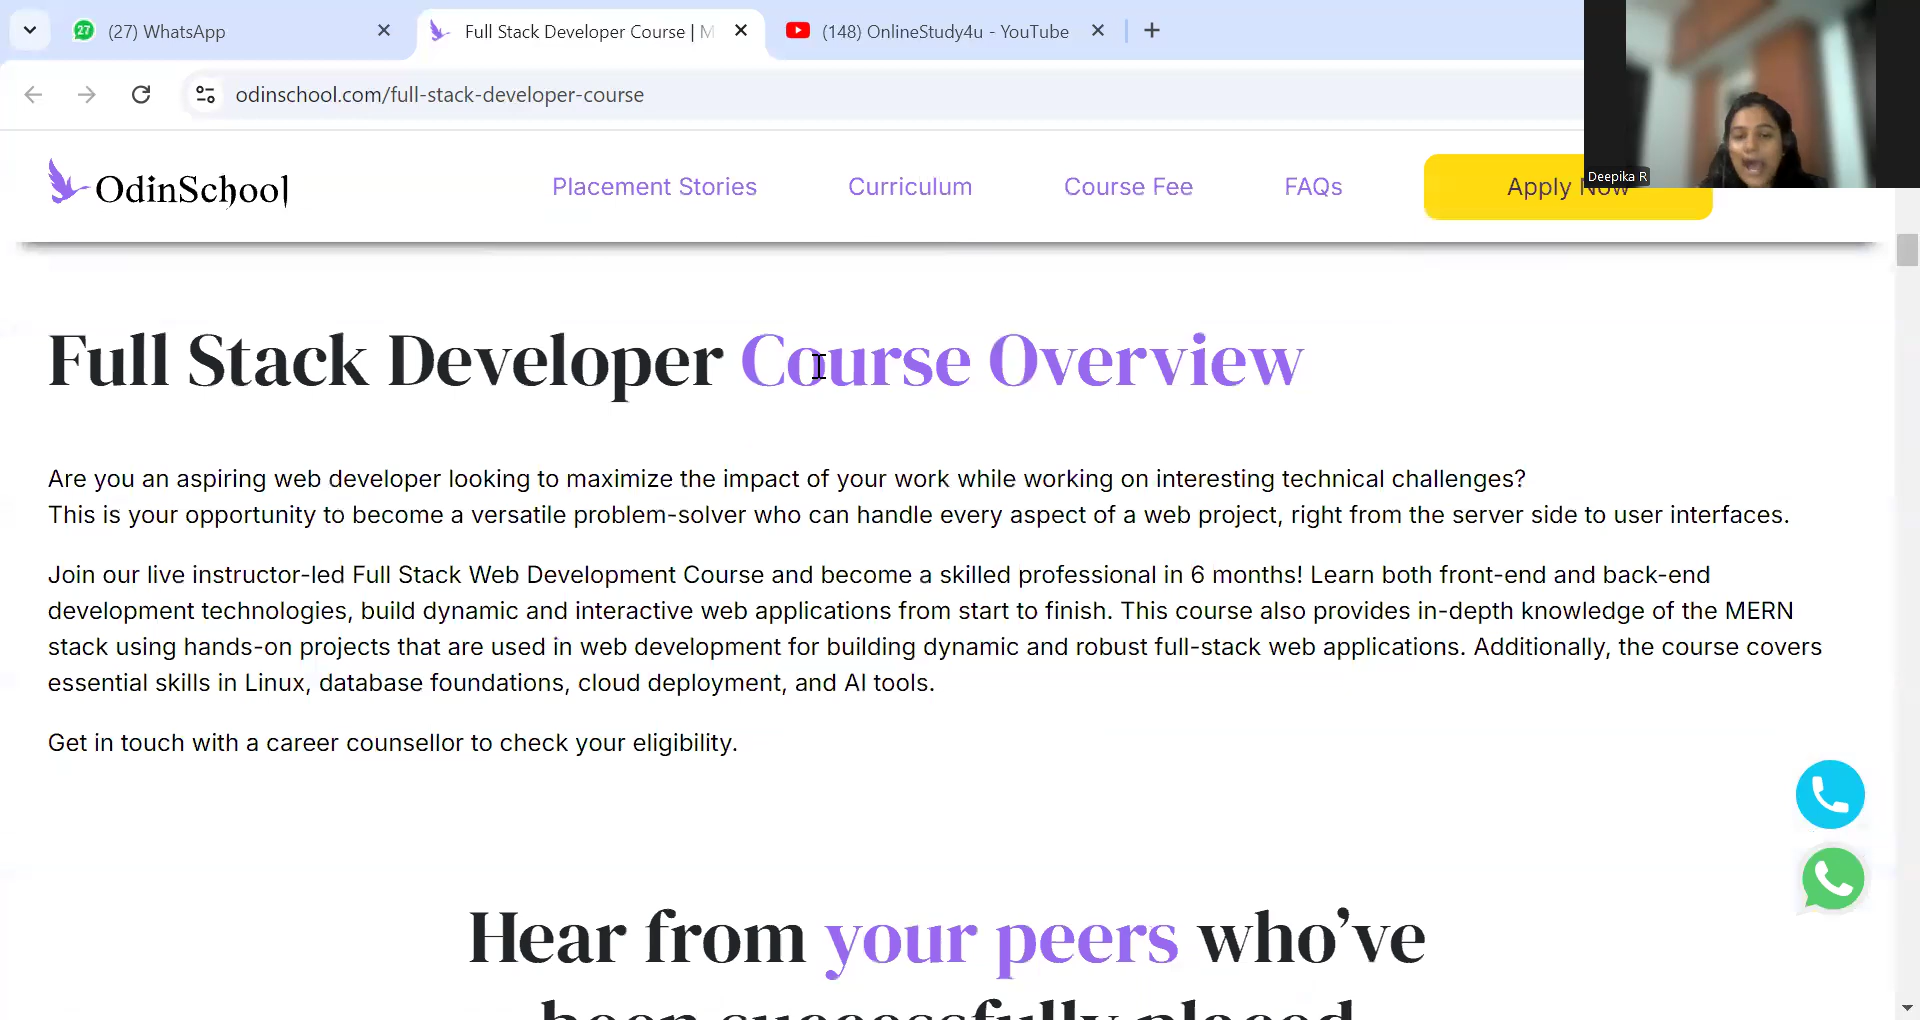 (27) WhatsApp
Full Stack Developer Course | M
(148) OnlineStudy4u - YouTube
odinschool.com/full-stack-developer-course
OdinSchool
Placement Stories
Curriculum
Course Fee
FAQs
Apply Now
Deepika R
Full Stack Developer Course Overview
Are you an aspiring web developer looking to maximize the impact of your work while working on interesting technical challenges?
This is your opportunity to become a versatile problem-solver who can handle every aspect of a web project, right from the server side to user interfaces.
Join our live instructor-led Full Stack Web Development Course and become a skilled professional in 6 months! Learn both front-end and back-end
development technologies, build dynamic and interactive web applications from start to finish. This course also provides in-depth knowledge of the MERN
stack using hands-on projects that are used in web development for building dynamic and robust full-stack web applications. Additionally, the course covers
essential skills in Linux, database foundations, cloud deployment, and AI tools.
Get in touch with a career counsellor to check your eligibility.
Hear from your peers who’ve
been successfully placed